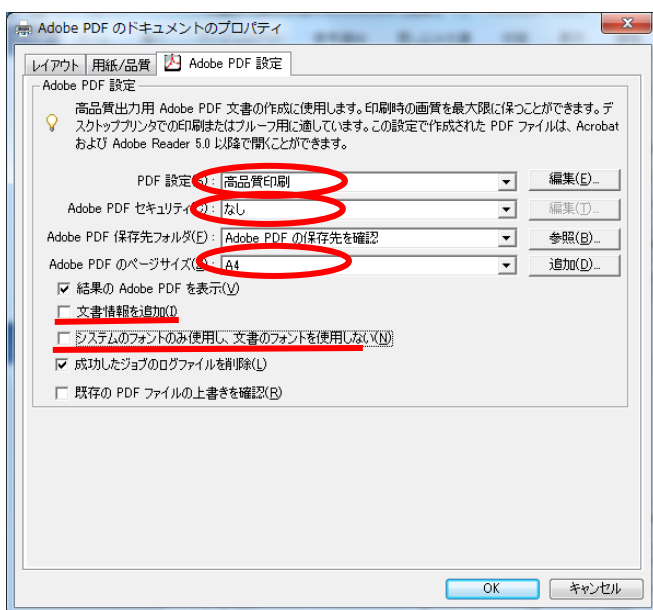 Adobe PDF のドキュメントのプロパティ
レイアウト 用紙/品質 Adobe PDF 設定
Adobe PDF 設定
高品質出力用 Adobe PDF 文書の作成に使用します。印刷時の画質を最大限に保つことができます。デ
スクトッププリンタでの印刷またはプルーフ用に適しています。この設定で作成された PDF ファイルは、Acrobat
および Adobe Reader 5.0 以降で開くことができます。
PDF 設定(S): 高品質印刷 編集(E)...
Adobe PDF セキュリティ: なし 編集(T)...
Adobe PDF 保存先フォルダ(F): Adobe PDF の保存先を確認 参照(B)...
Adobe PDF のページサイズ: A4 追加(D)...
結果の Adobe PDF を表示(V)
文書情報を追加(I)
システムのフォントのみ使用し、文書のフォントを使用しない(N)
成功したジョブのログファイルを削除(L)
既存の PDF ファイルの上書きを確認(R)
OK キャンセル